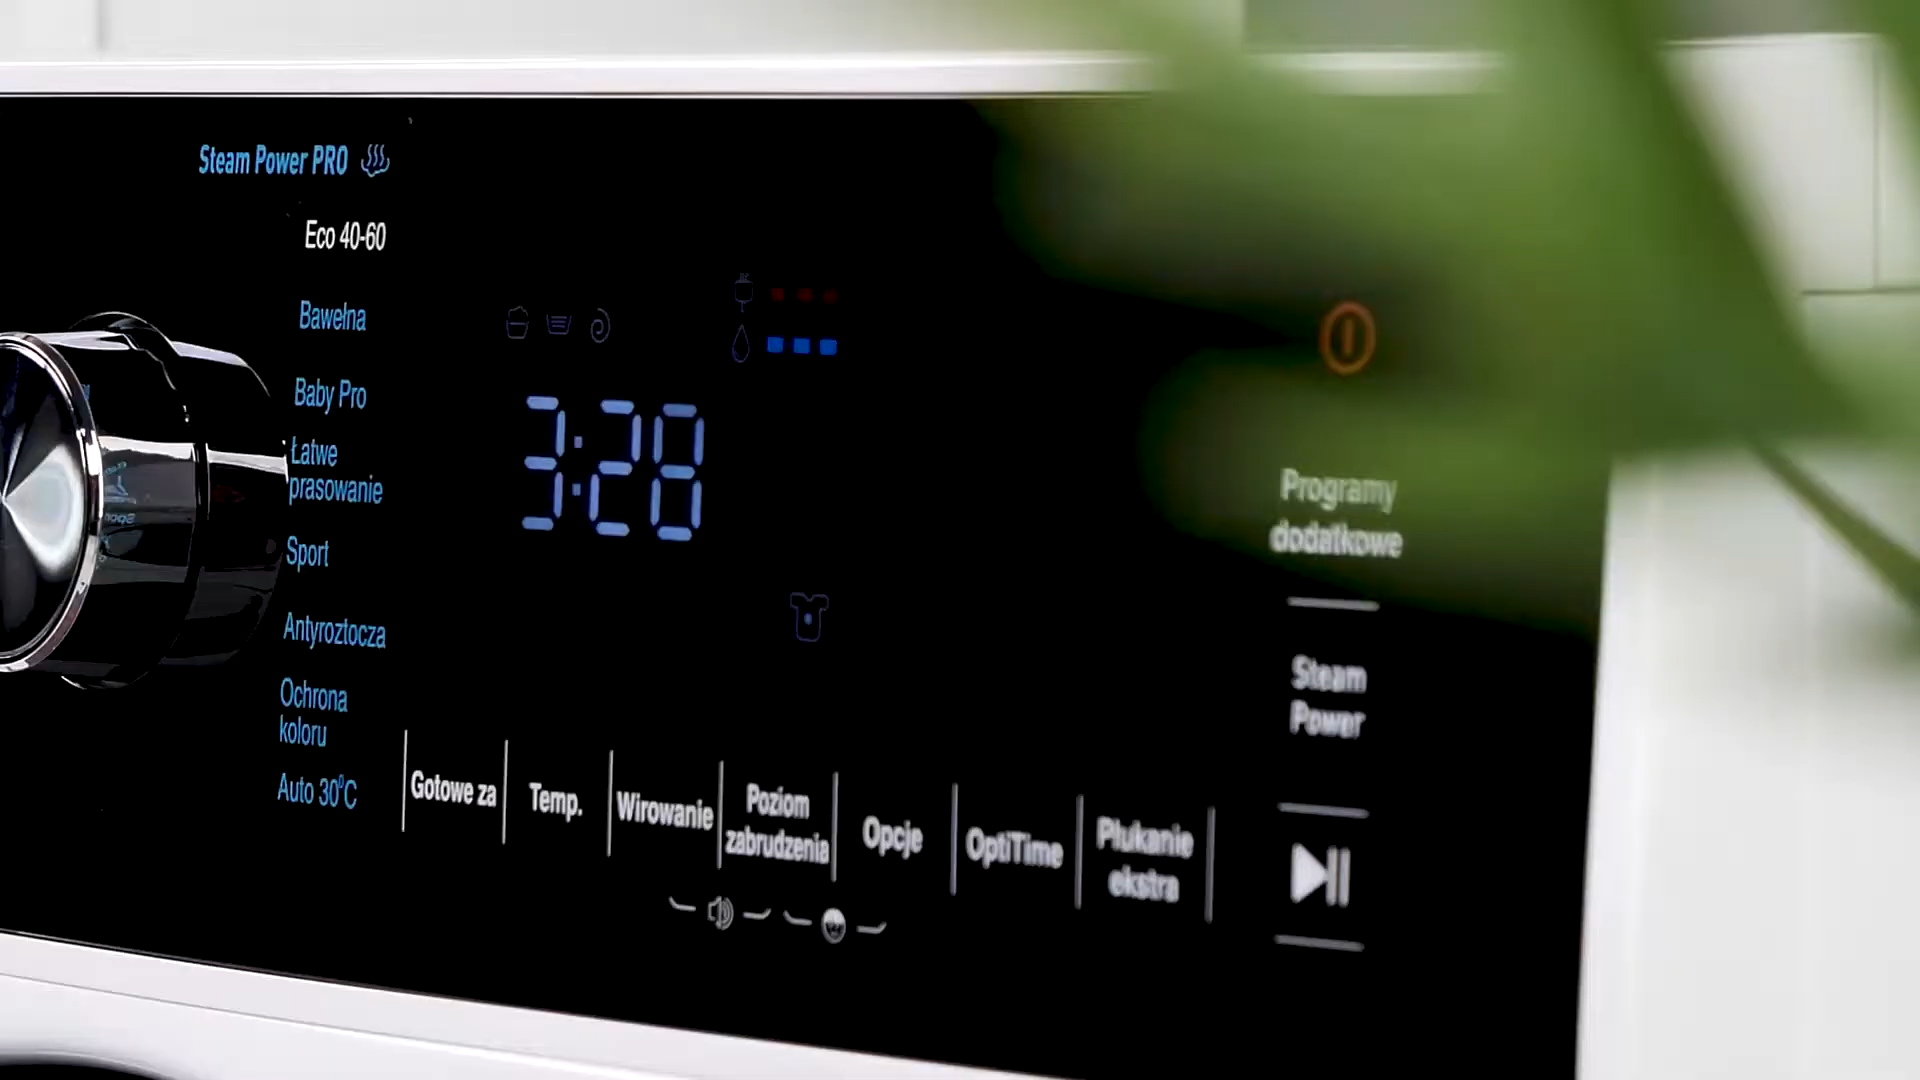 Steam Power PRO
Eco 40-60
Bawełna
Baby Pro
Łatwe
prasowanie
Sport
Antyroztocza
Ochrona
koloru
Auto 30°C
3:28
Gotowe za
Temp.
Wirowanie
Poziom
zabrudzenia
Opcje
OptiTime
Płukanie
ekstra
Programy
dodatkowe
Steam
Power